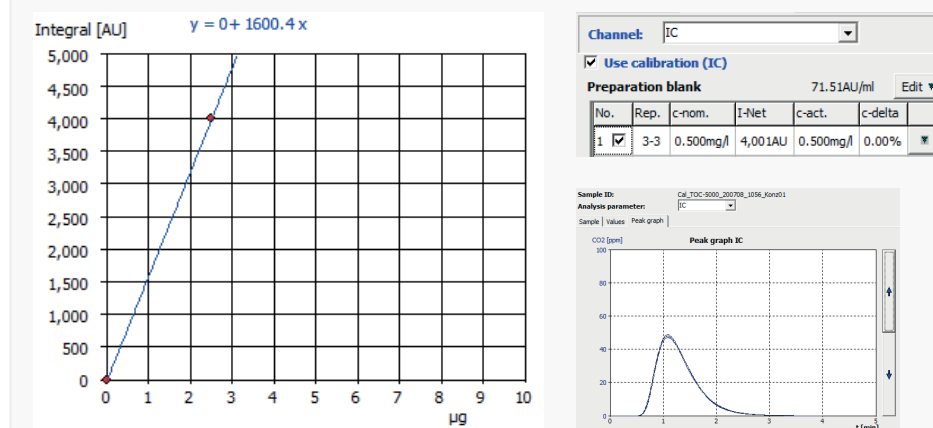 y = 0+ 1600.4 x
Integral [AU]
5,000
4,500
4,000
3,500
3,000
2,500
2,000
1,500
1,000
500
0
0 1 2 3 4 5 6 7 8 9 10
µg
Channel: IC
Use calibration (IC)
Preparation blank 71.51AU/ml Edit
No. Rep. c-nom. I-Net c-act. c-delta
1 3-3 0.500mg/l 4,001AU 0.500mg/l 0.00%
Sample ID: Cal_TOC-5000_200708_1056_Konz01
Analysis parameter: IC
Sample Values Peak graph
CO2 [ppm] Peak graph IC
100
80
60
40
20
0
0 1 2 3 4 5
t [min]